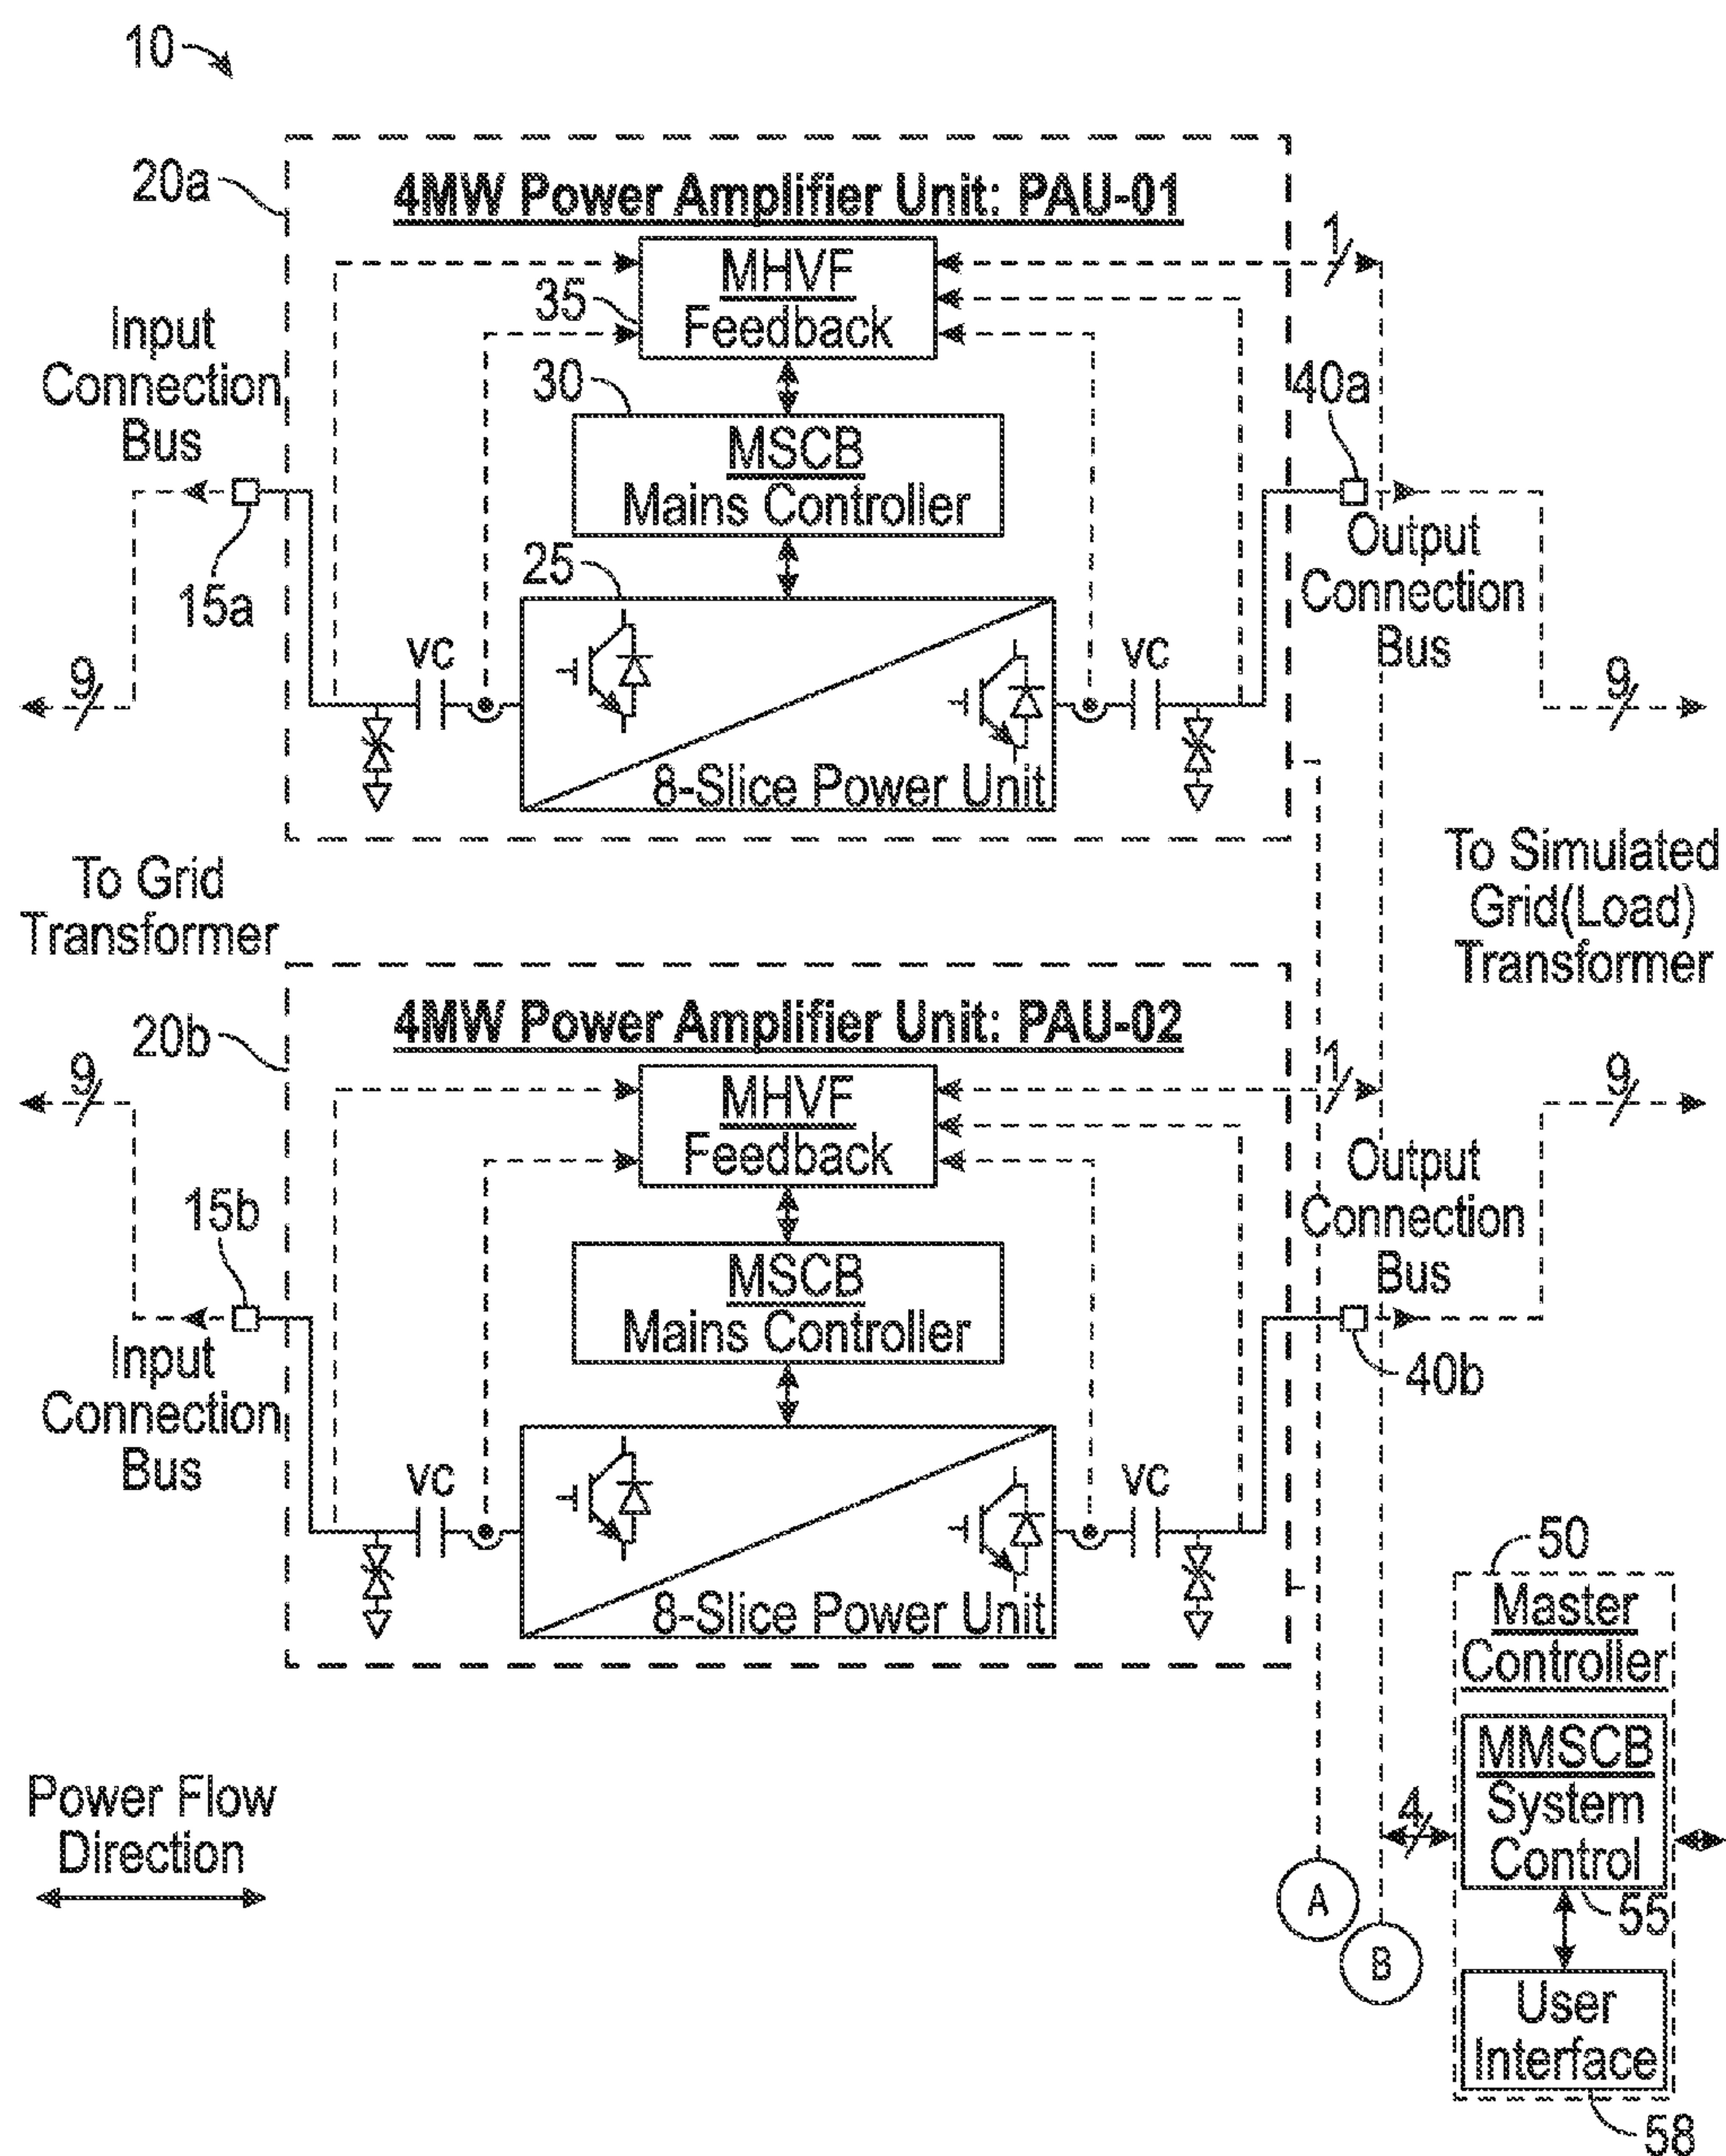 10
20a
4MW Power Amplifier Unit: PAU-01
1
MHVF
Feedback
35
Input
Connection
Bus
30
40a
MSCB
Mains Controller
15a
25
Output
Connection
Bus
9
vc
vc
9
8-Slice Power Unit
To Grid
Transformer
To Simulated
Grid(Load)
Transformer
20b
4MW Power Amplifier Unit: PAU-02
9
1
9
MHVF
Feedback
Output
Connection
Bus
15b
MSCB
Mains Controller
Input
Connection
Bus
40b
vc
vc
8-Slice Power Unit
50
Master
Controller
MMSCB
System
Control
4
55
Power Flow
Direction
A
B
User
Interface
58